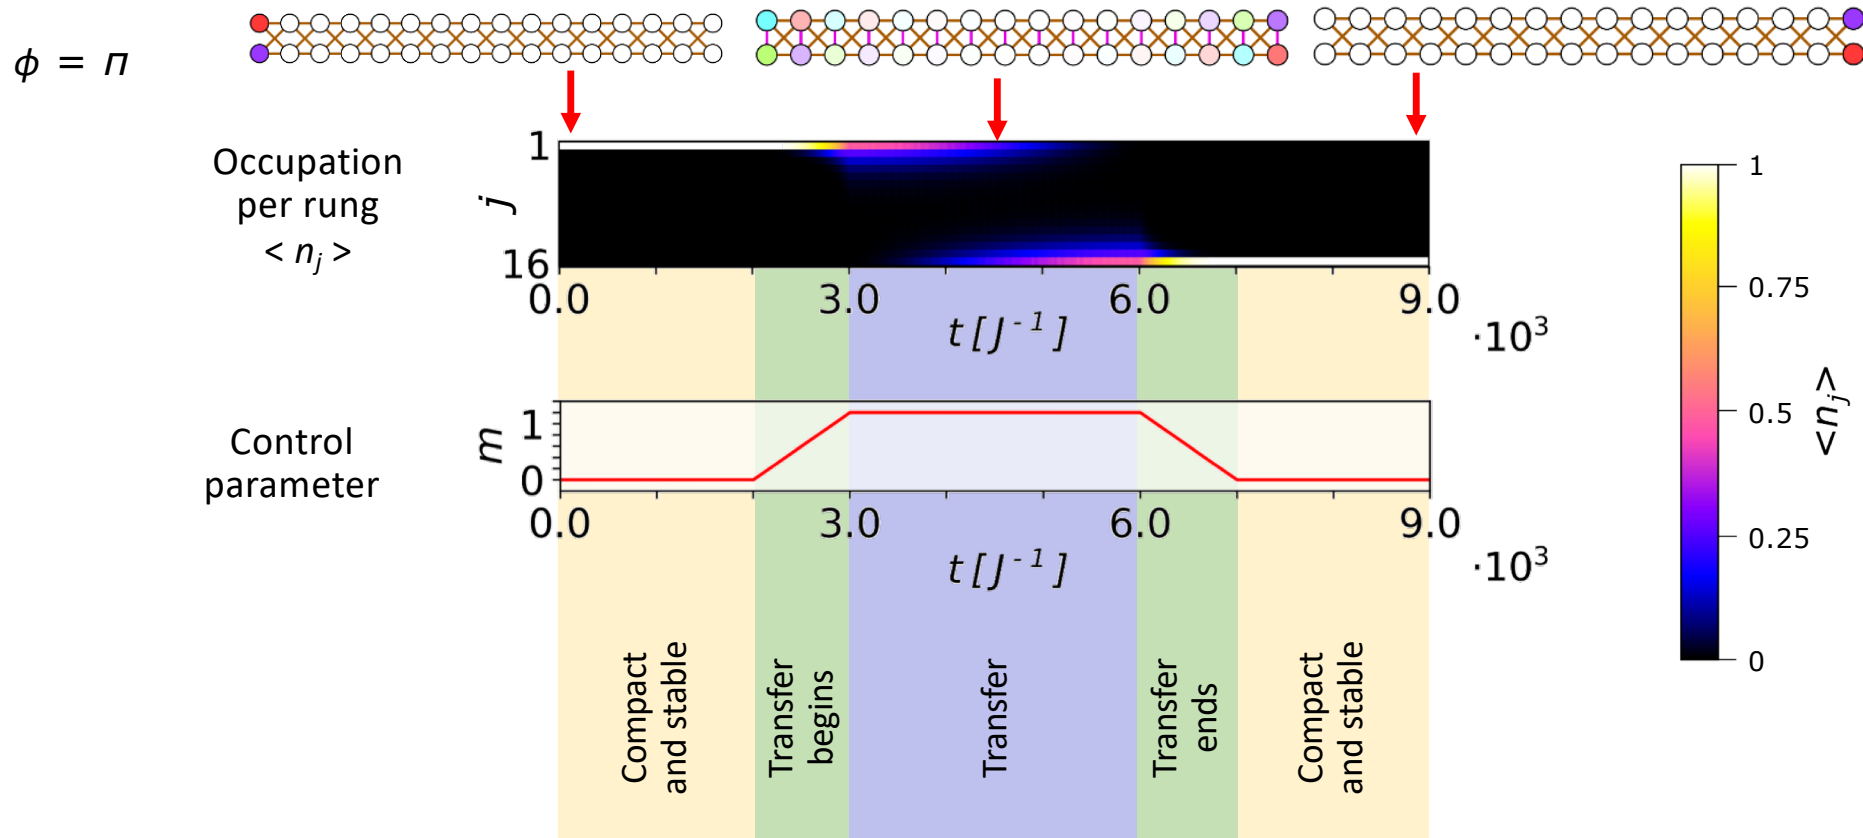 ϕ = π
Occupation
per rung
< nj >
j
1
16
0.0 3.0 6.0 9.0
t [ J⁻¹ ]
·10³
Control
parameter
m
1
0
0.0 3.0 6.0 9.0
t [ J⁻¹ ]
·10³
Compact
and stable
Transfer
begins
Transfer
Transfer
ends
Compact
and stable
1
0.75
0.5
0.25
0
<nj>